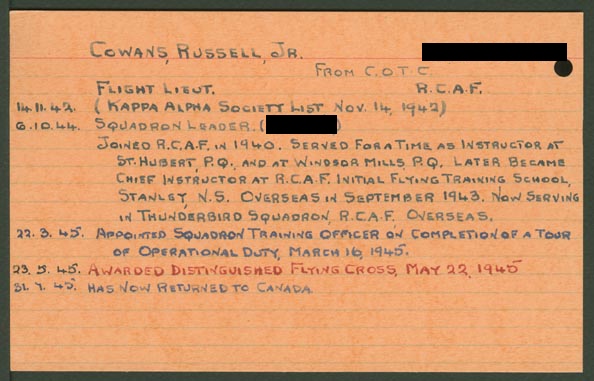 COWANS, RUSSELL, JR.
FROM C.O.T.C.
FLIGHT LIEUT. R.C.A.F.
14.11.42. (KAPPA ALPHA SOCIETY LIST NOV. 14, 1942)
6.10.44. SQUADRON LEADER. ( )
JOINED R.C.A.F. IN 1940. SERVED FOR A TIME AS INSTRUCTOR AT
ST. HUBERT, P.Q., AND AT WINDSOR MILLS, P.Q. LATER BECAME
CHIEF INSTRUCTOR AT R.C.A.F. INITIAL FLYING TRAINING SCHOOL,
STANLEY, N.S. OVERSEAS IN SEPTEMBER 1943. NOW SERVING
IN THUNDERBIRD SQUADRON, R.C.A.F. OVERSEAS.
22.3.45. APPOINTED SQUADRON TRAINING OFFICER ON COMPLETION OF A TOUR
OF OPERATIONAL DUTY, MARCH 16, 1945.
23.5.45. AWARDED DISTINGUISHED FLYING CROSS, MAY 22, 1945
31.7.45. HAS NOW RETURNED TO CANADA.